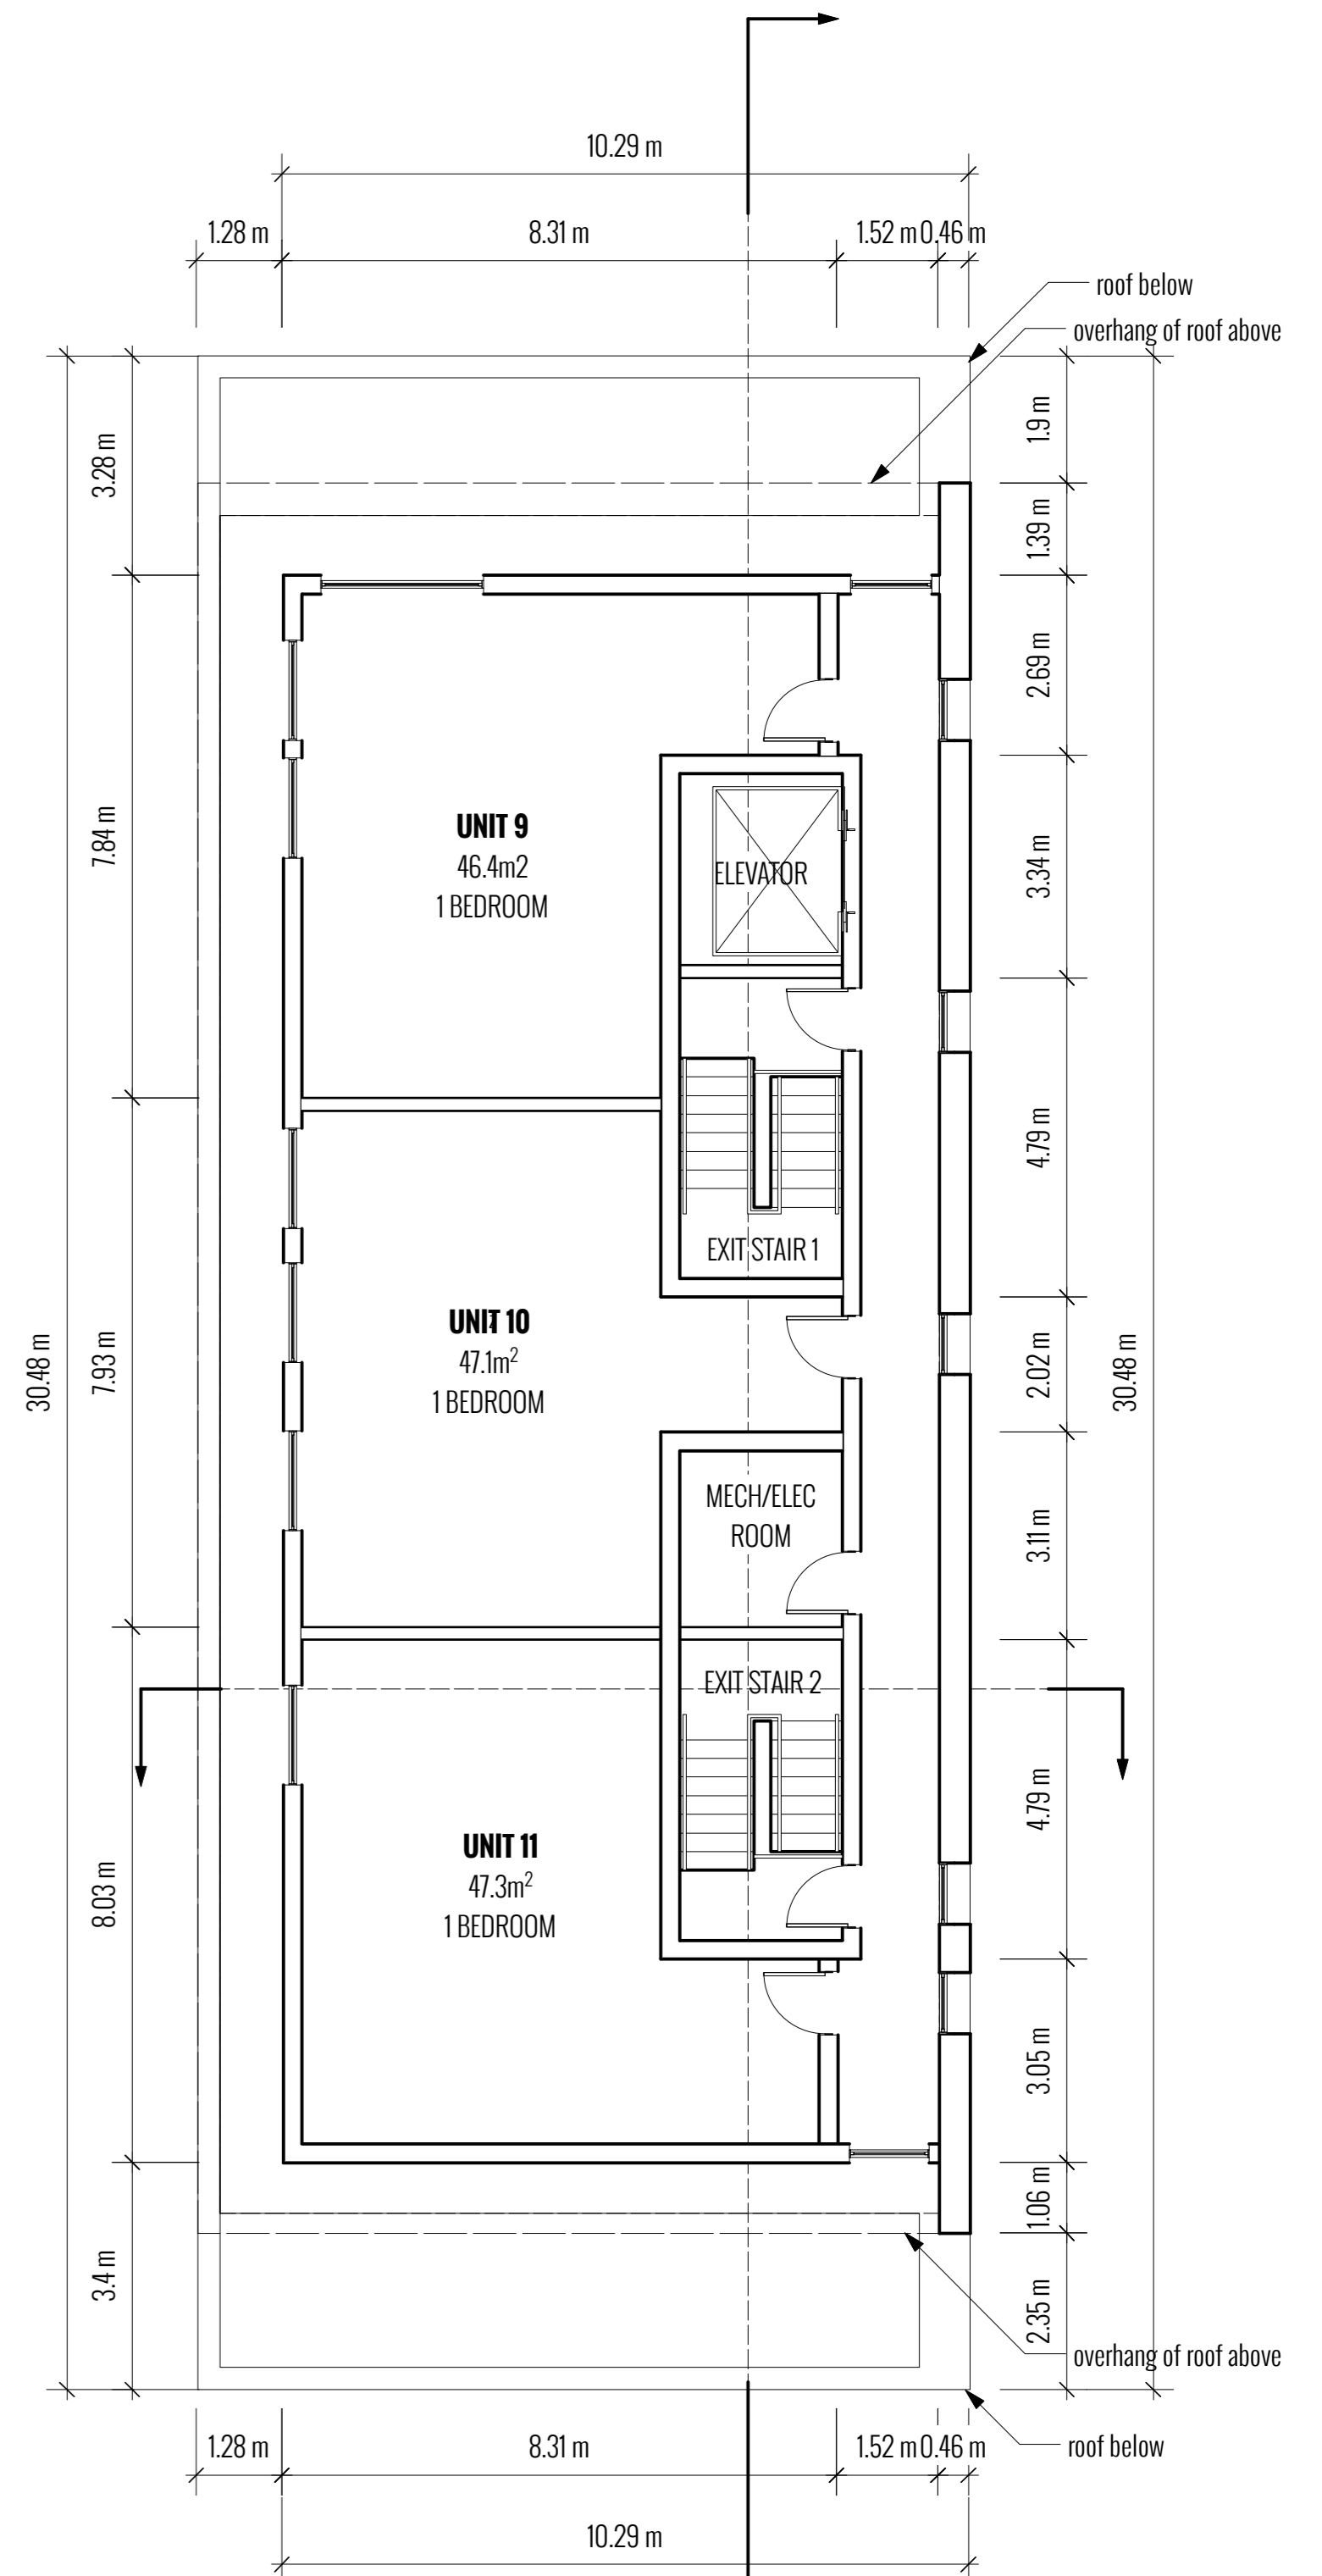 10.29 m
1.28 m
8.31 m
1.52 m
0.46 m
roof below
overhang of roof above
3.28 m
1.9 m
1.39 m
2.69 m
7.84 m
UNIT 9
46.4m2
1 BEDROOM
ELEVATOR
3.34 m
4.79 m
EXIT STAIR 1
30.48 m
7.93 m
UNIT 10
47.1m²
1 BEDROOM
2.02 m
30.48 m
MECH/ELEC
ROOM
3.11 m
EXIT STAIR 2
4.79 m
8.03 m
UNIT 11
47.3m²
1 BEDROOM
3.05 m
1.06 m
3.4 m
2.35 m
overhang of roof above
roof below
1.28 m
8.31 m
1.52 m
0.46 m
10.29 m